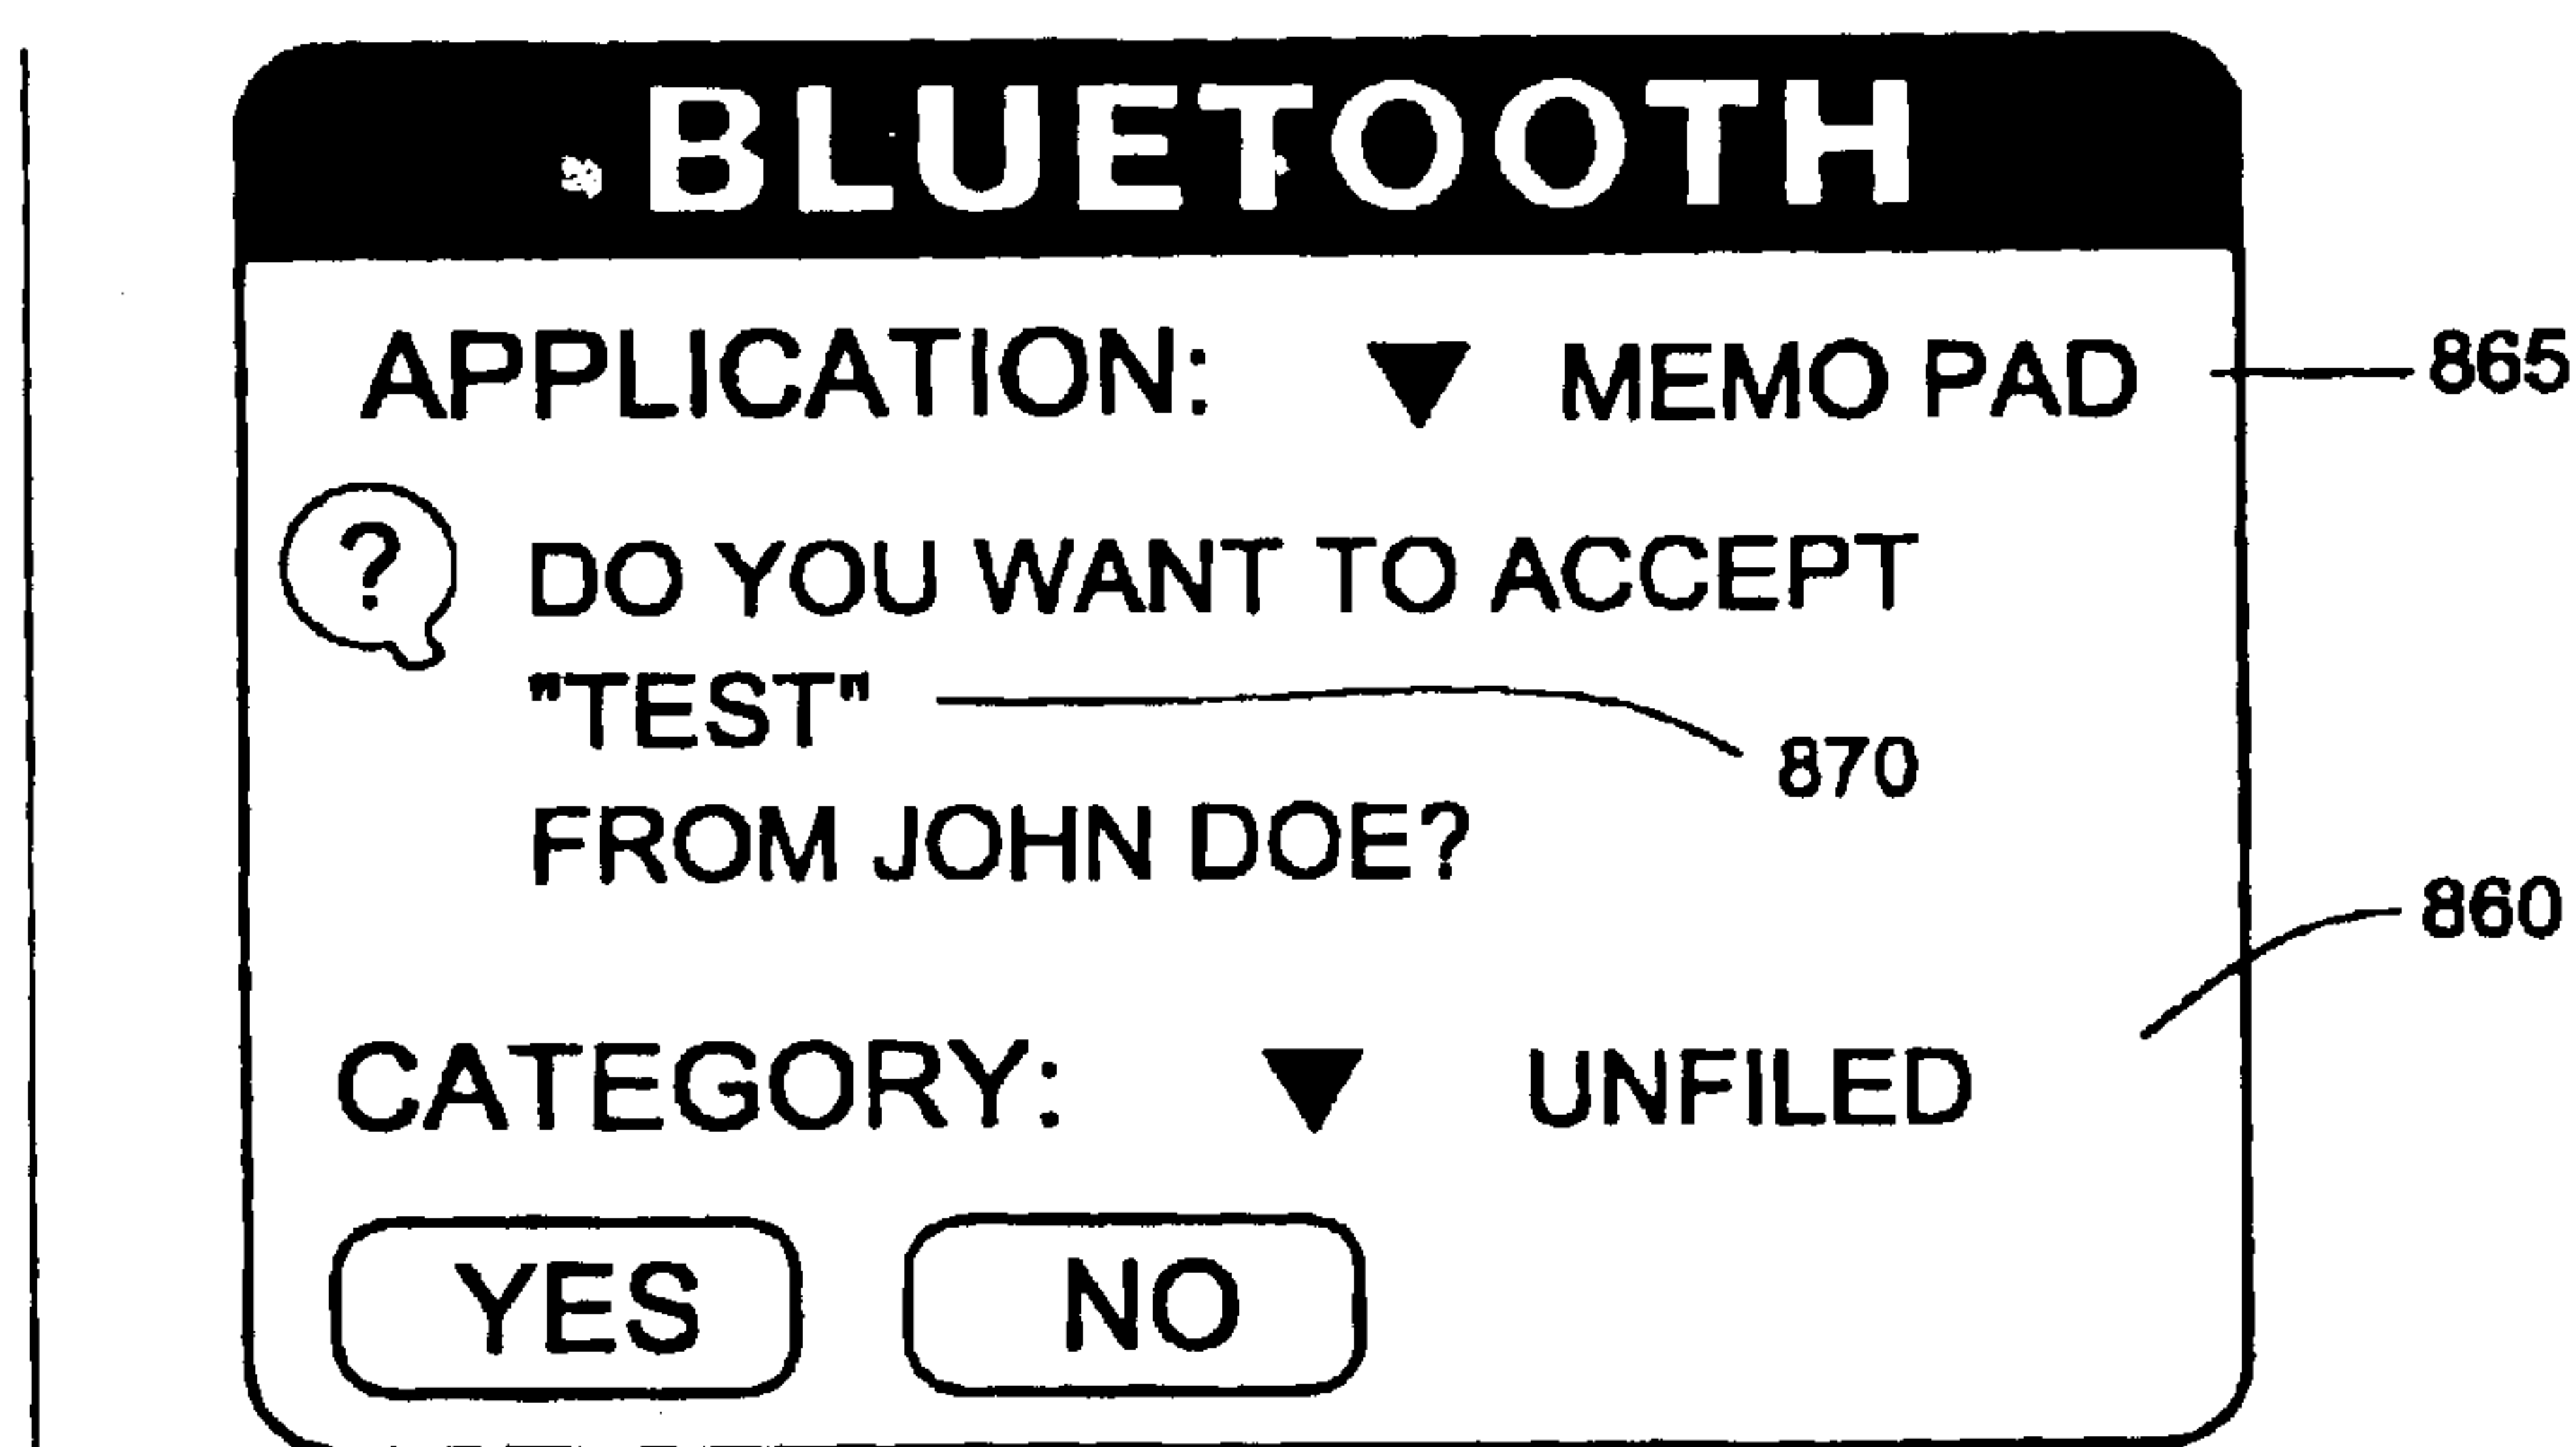 BLUETOOTH
APPLICATION: ▼ MEMO PAD
865
? DO YOU WANT TO ACCEPT
"TEST"
870
FROM JOHN DOE?
860
CATEGORY: ▼ UNFILED
YES NO